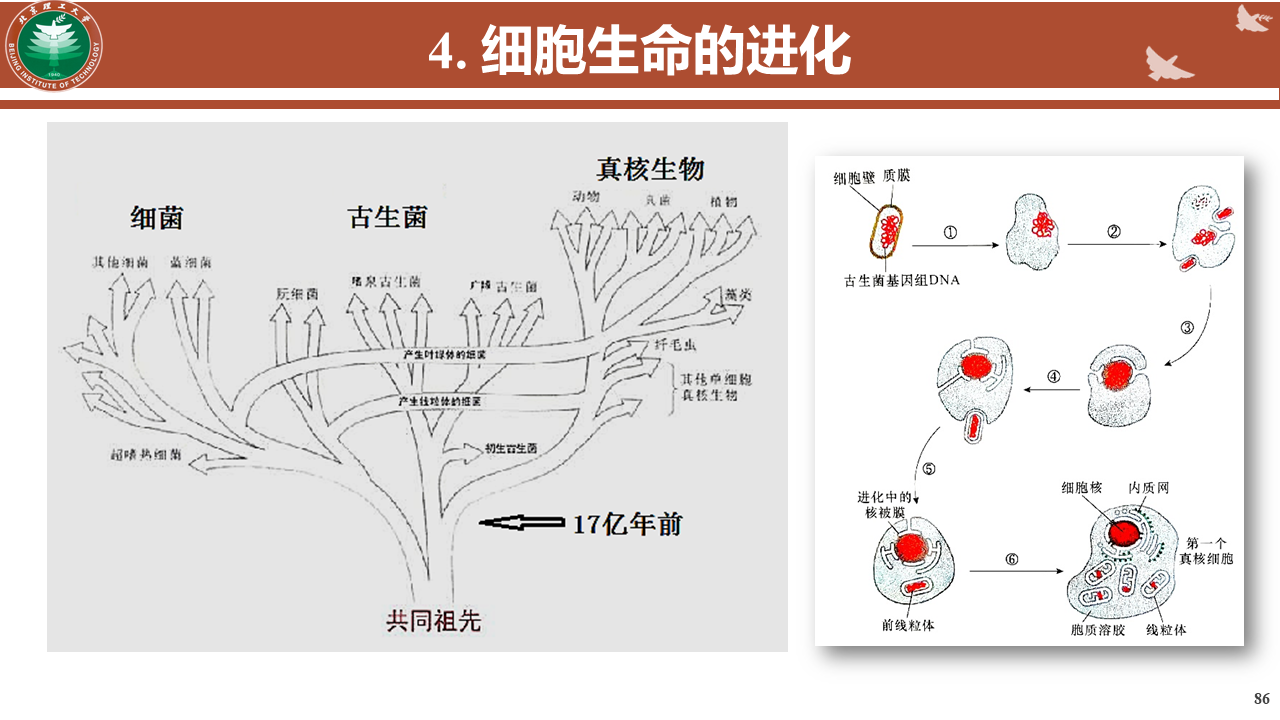 北京理工大学
BEIJING INSTITUTE OF TECHNOLOGY
1940
4. 细胞生命的进化
细菌
古生菌
真核生物
动物
真菌
植物
其他细菌
蓝细菌
阮细菌
嗜泉古生菌
广域古生菌
藻类
纤毛虫
产生叶绿体的细菌
其他单细胞
真核生物
产生线粒体的细菌
初生古生菌
超嗜热细菌
17亿年前
共同祖先
细胞壁
质膜
古生菌基因组DNA
①
②
③
④
⑤
进化中的
核被膜
前线粒体
⑥
细胞核
内质网
第一个
真核细胞
胞质溶胶
线粒体
86